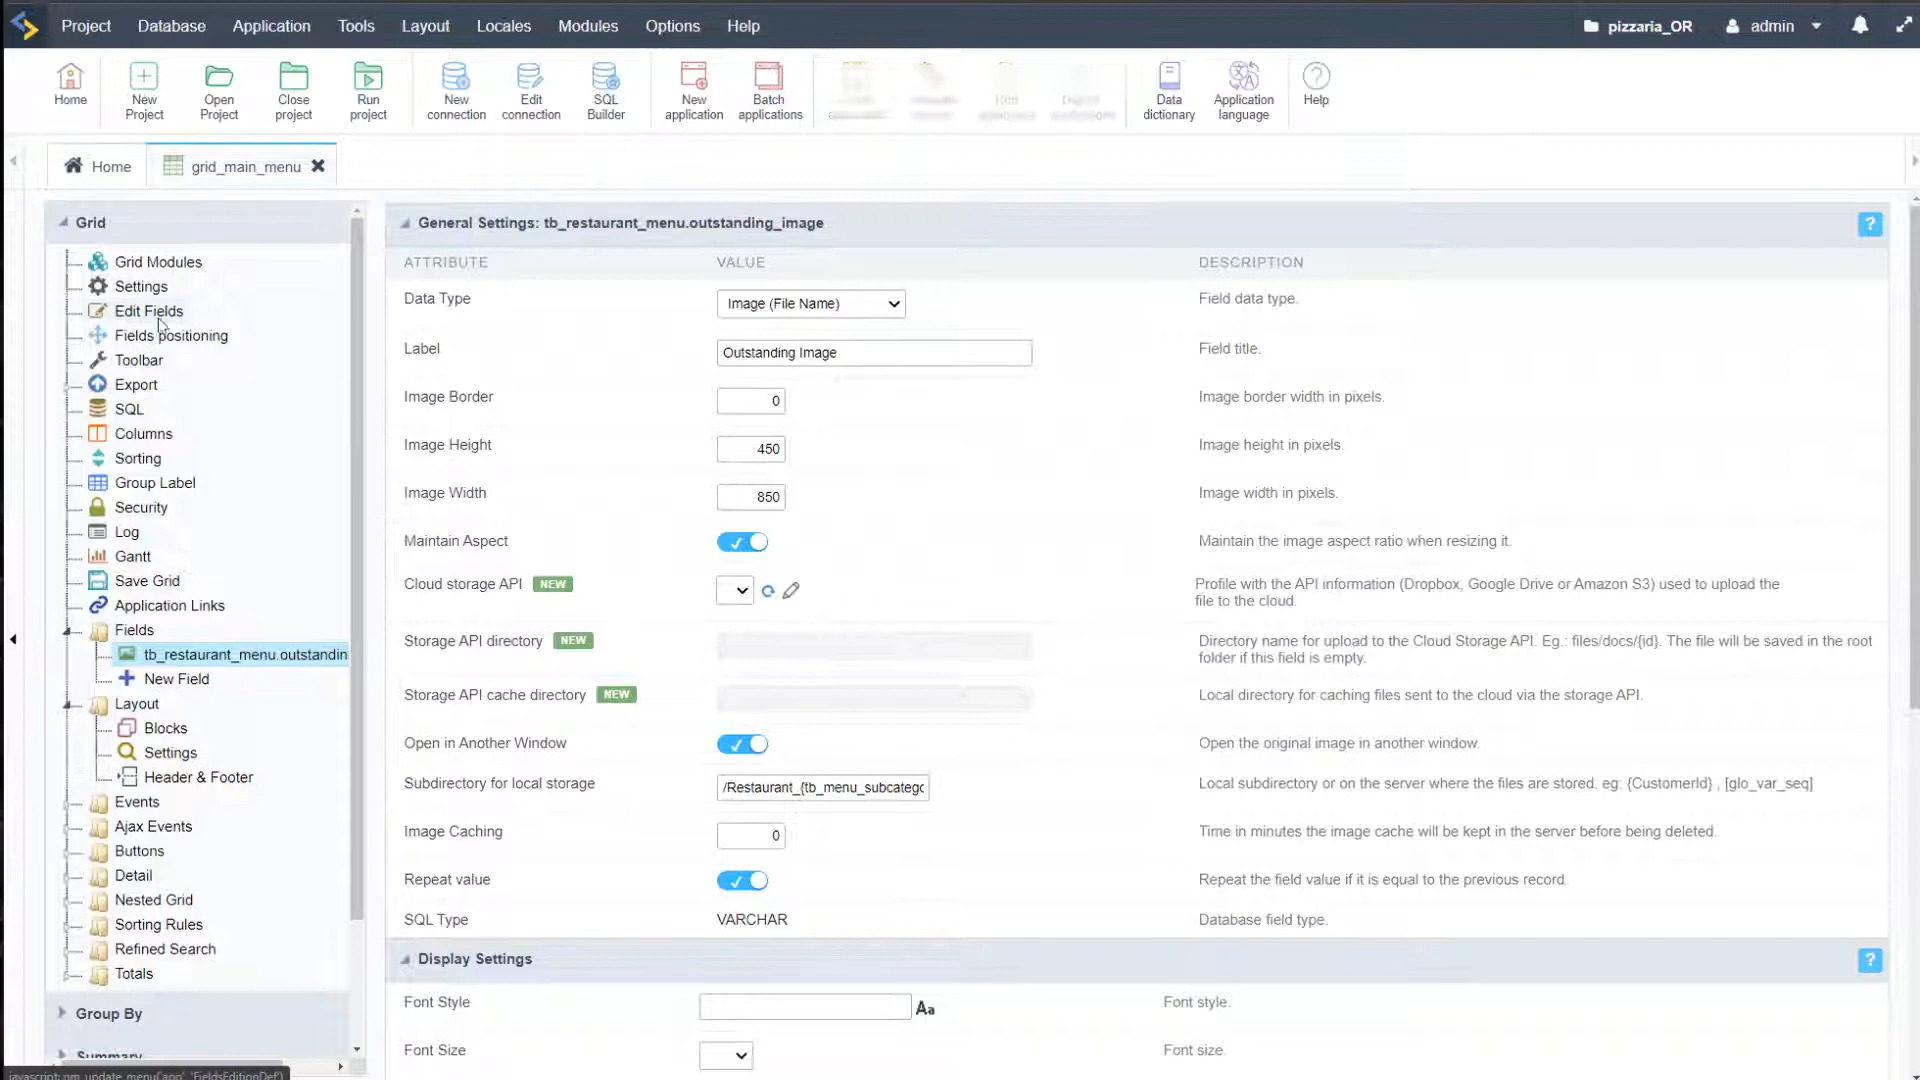 Project Database Application Tools Layout Locales Modules Options Help pizzaria_OR admin
Home
New Project
Open Project
Close project
Run project
New connection
Edit connection
SQL Builder
New application
Batch applications
Data dictionary
Application language
Help
Home grid_main_menu
Grid
Grid Modules
Settings
Edit Fields
Fields positioning
Toolbar
Export
SQL
Columns
Sorting
Group Label
Security
Log
Gantt
Save Grid
Application Links
Fields
tb_restaurant_menu.outstandin
New Field
Layout
Blocks
Settings
Header & Footer
Events
Ajax Events
Buttons
Detail
Nested Grid
Sorting Rules
Refined Search
Totals
Group By
Summary
General Settings: tb_restaurant_menu.outstanding_image ?
ATTRIBUTE VALUE DESCRIPTION
Data Type Image (File Name) Field data type.
Label Outstanding Image Field title.
Image Border 0 Image border width in pixels.
Image Height 450 Image height in pixels.
Image Width 850 Image width in pixels.
Maintain Aspect Maintain the image aspect ratio when resizing it.
Cloud storage API NEW Profile with the API information (Dropbox, Google Drive or Amazon S3) used to upload the
file to the cloud.
Storage API directory NEW Directory name for upload to the Cloud Storage API. Eg.: files/docs/{id}. The file will be saved in the root
folder if this field is empty.
Storage API cache directory NEW Local directory for caching files sent to the cloud via the storage API.
Open in Another Window Open the original image in another window.
Subdirectory for local storage /Restaurant_{tb_menu_subcatego Local subdirectory or on the server where the files are stored. eg: {CustomerId} , [glo_var_seq]
Image Caching 0 Time in minutes the image cache will be kept in the server before being deleted.
Repeat value Repeat the field value if it is equal to the previous record.
SQL Type VARCHAR Database field type.
Display Settings ?
Font Style Aa Font style.
Font Size Font size.
javascript: nm_update_menu('app', 'FieldsEditionDef')